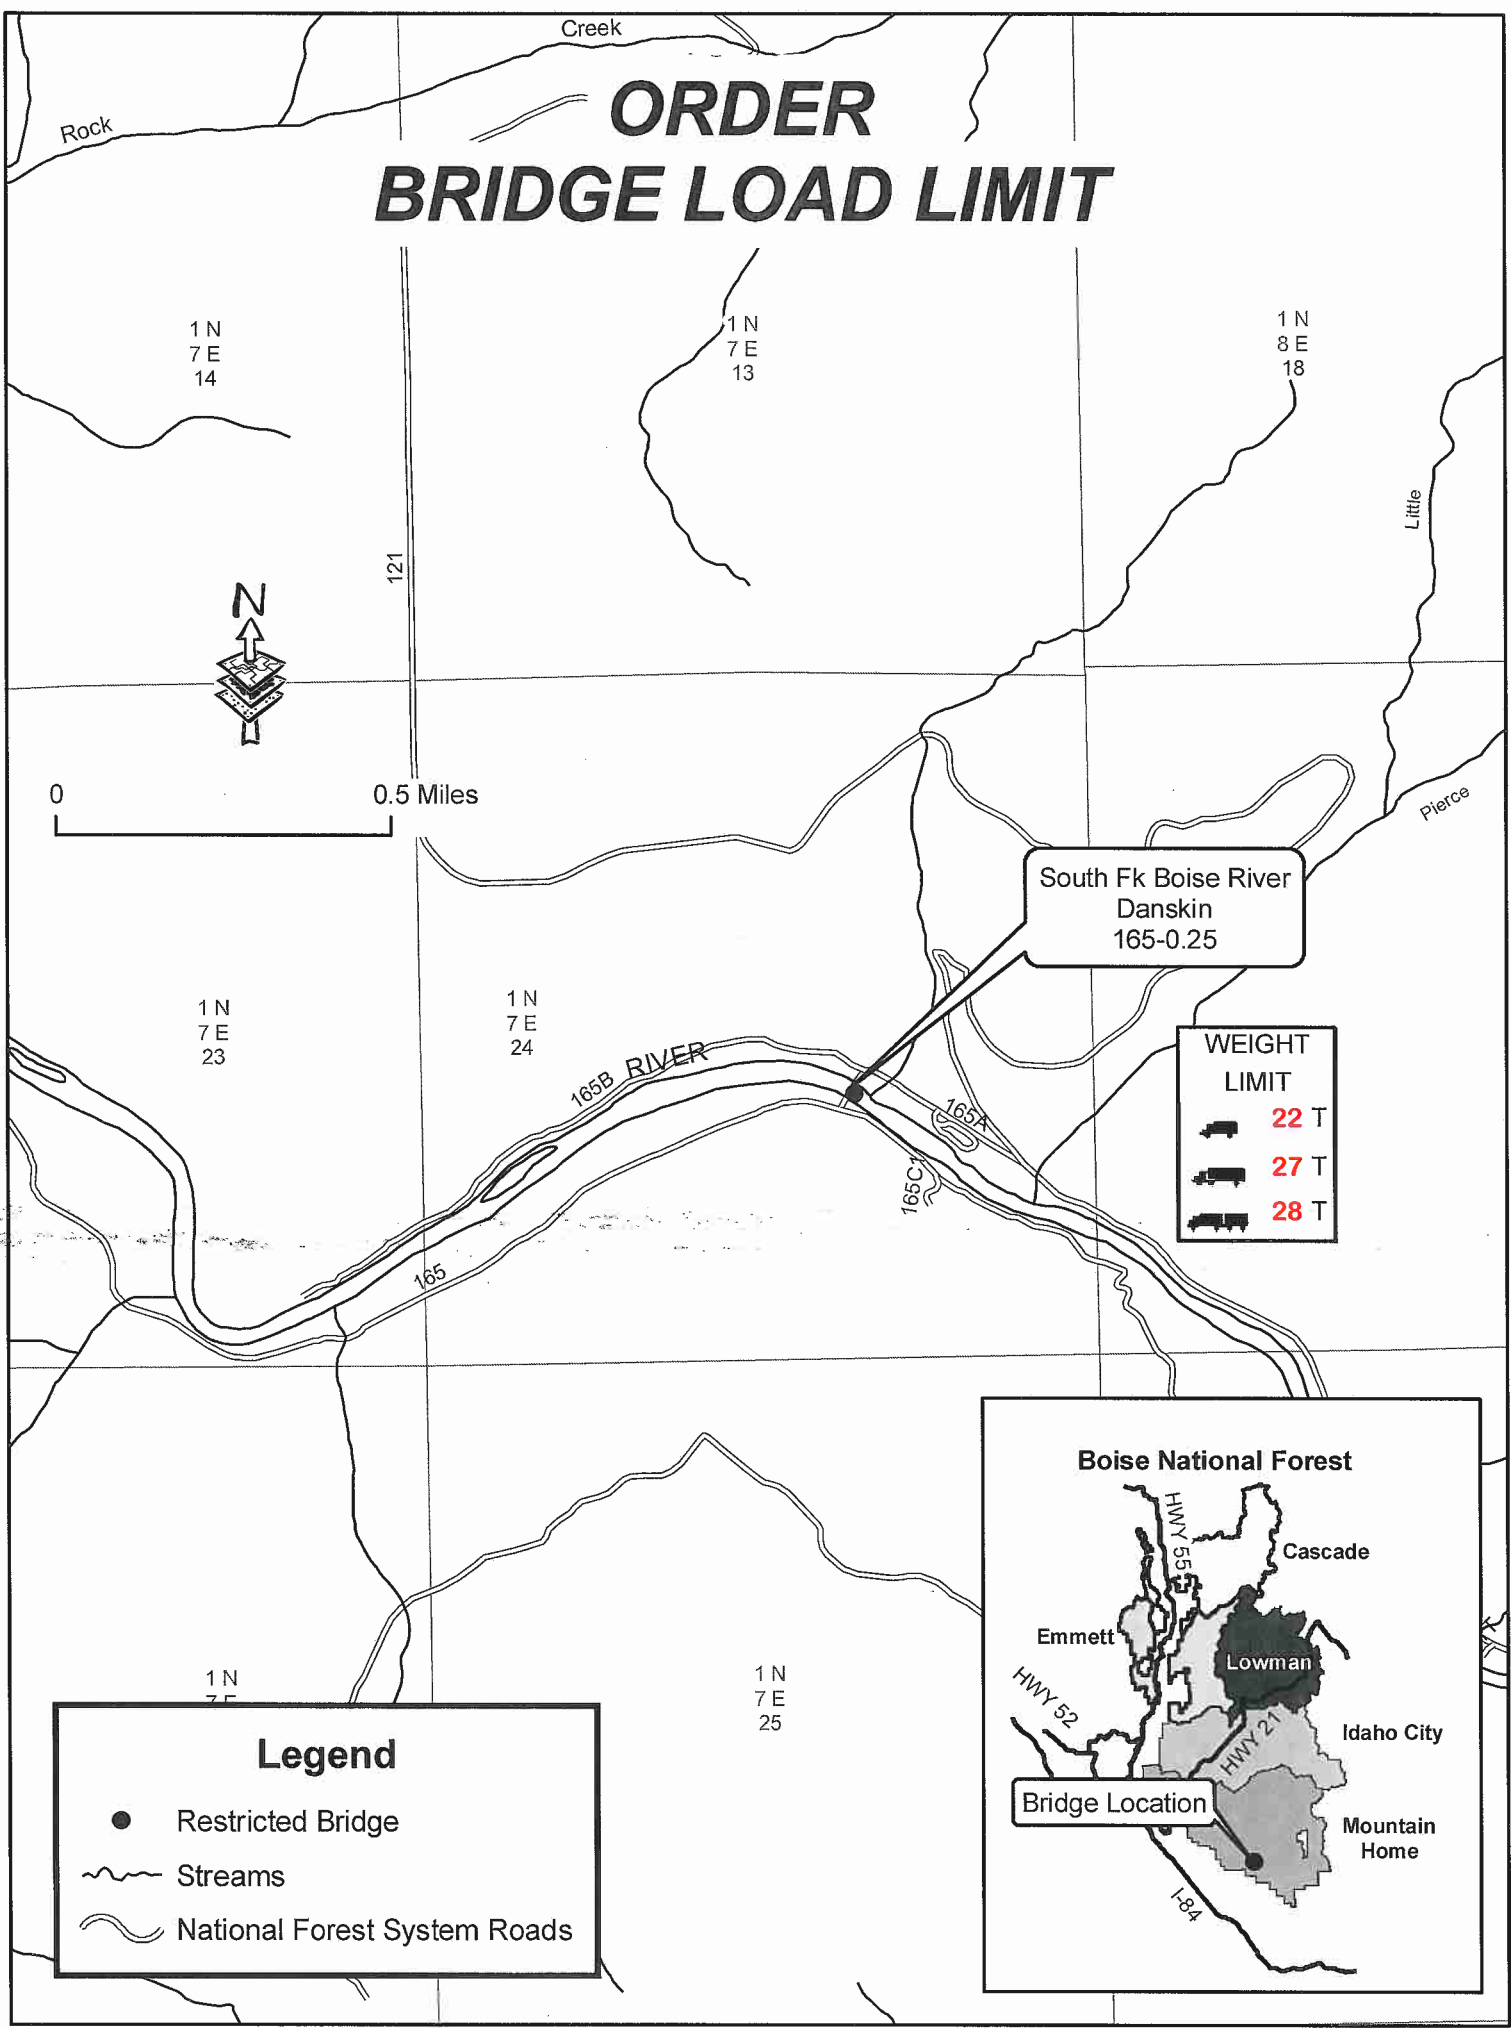 Creek
Rock
ORDER
BRIDGE LOAD LIMIT
1 N
7 E
14
1 N
7 E
13
1 N
8 E
18
Little
121
N
0
0.5 Miles
Pierce
South Fk Boise River
Danskin
165-0.25
1 N
7 E
23
1 N
7 E
24
RIVER
165B
165A
165C1
165
WEIGHT
LIMIT
22 T
27 T
28 T
Boise National Forest
HWY 55
Cascade
Emmett
Lowman
HWY 52
Idaho City
HWY 21
Bridge Location
Mountain
Home
I-84
1 N
7 E
1 N
7 E
25
Legend
Restricted Bridge
Streams
National Forest System Roads